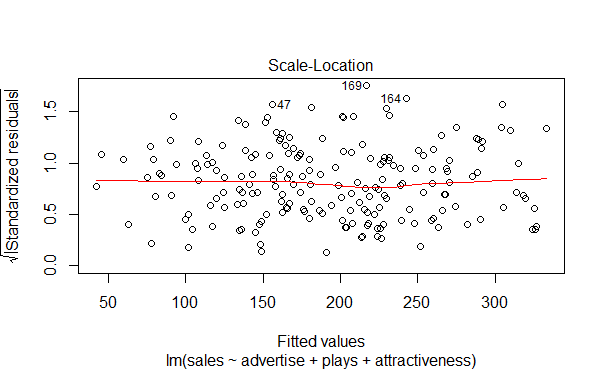 Scale-Location
√|Standardized residuals|
1.5
1.0
0.5
0.0
169
164
47
50 100 150 200 250 300
Fitted values
lm(sales ~ advertise + plays + attractiveness)